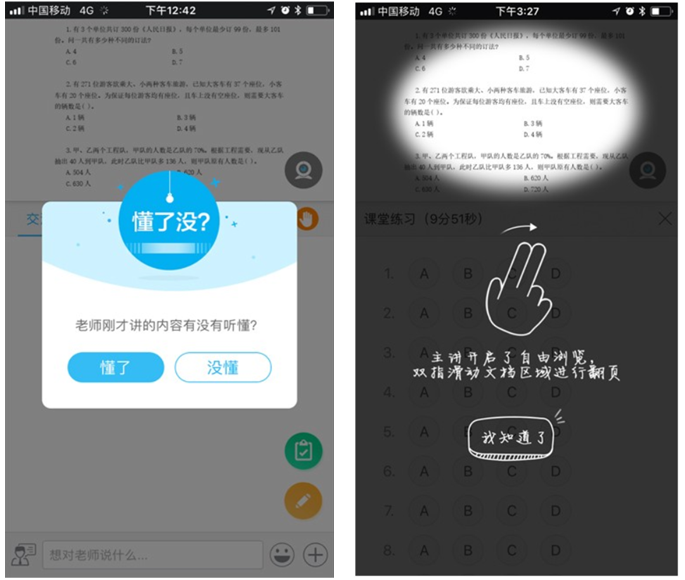 中国移动 4G 下午12:42
1.有3个单位共订300份《人民日报》,每个单位最少订99份,最多101
份。问一共有多少种不同的订法?
A.4 B.5
C.6 D.7
2.有271位游客欲乘大、小两种客车旅游,已知大客车有37个座位,小客
车有20个座位。为保证每位游客均有座位,且车上没有空座位,则需要大客车
的辆数是( )。
A.1辆 B.3辆
C.2辆 D.4辆
3.甲、乙两个工程队,甲队的人数是乙队的70%。根据工程需要,现从乙队
抽出40人到甲队,此时乙队比甲队多136人,则甲队原有人数是( )。
A.504人 B.620人
C.630人
交
懂了没?
老师刚才讲的内容有没有听懂?
懂了 没懂
想对老师说什么...
中国移动 4G 下午3:27
1.有3个单位共订300份《人民日报》,每个单位最少订99份,最多101
份。问一共有多少种不同的订法?
A.4 B.5
C.6 D.7
2.有271位游客欲乘大、小两种客车旅游,已知大客车有37个座位,小客
车有20个座位。为保证每位游客均有座位,且车上没有空座位,则需要大客车
的辆数是( )。
A.1辆 B.3辆
C.2辆 D.4辆
3.甲、乙两个工程队,甲队的人数是乙队的70%。根据工程需要,现从乙队
抽出40人到甲队,此时乙队比甲队多136人,则甲队原有人数是( )。
A.504人 B.620人
C.630人 D.720人
课堂练习(9分51秒)
1. A B C D
2. A B C D
3. A B C D
主讲开启了自由浏览,
双指滑动文档区域进行翻页
4. A B C D
5. A B C D
我知道了
6. A B C D
7. A B C D
8. A B C D